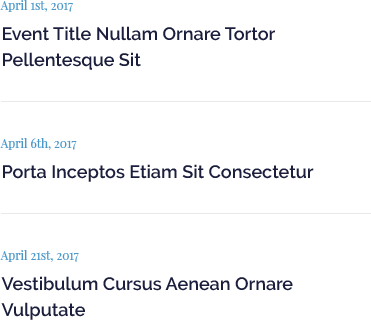 April 1st, 2017
Event Title Nullam Ornare Tortor
Pellentesque Sit
April 6th, 2017
Porta Inceptos Etiam Sit Consectetur
April 21st, 2017
Vestibulum Cursus Aenean Ornare
Vulputate